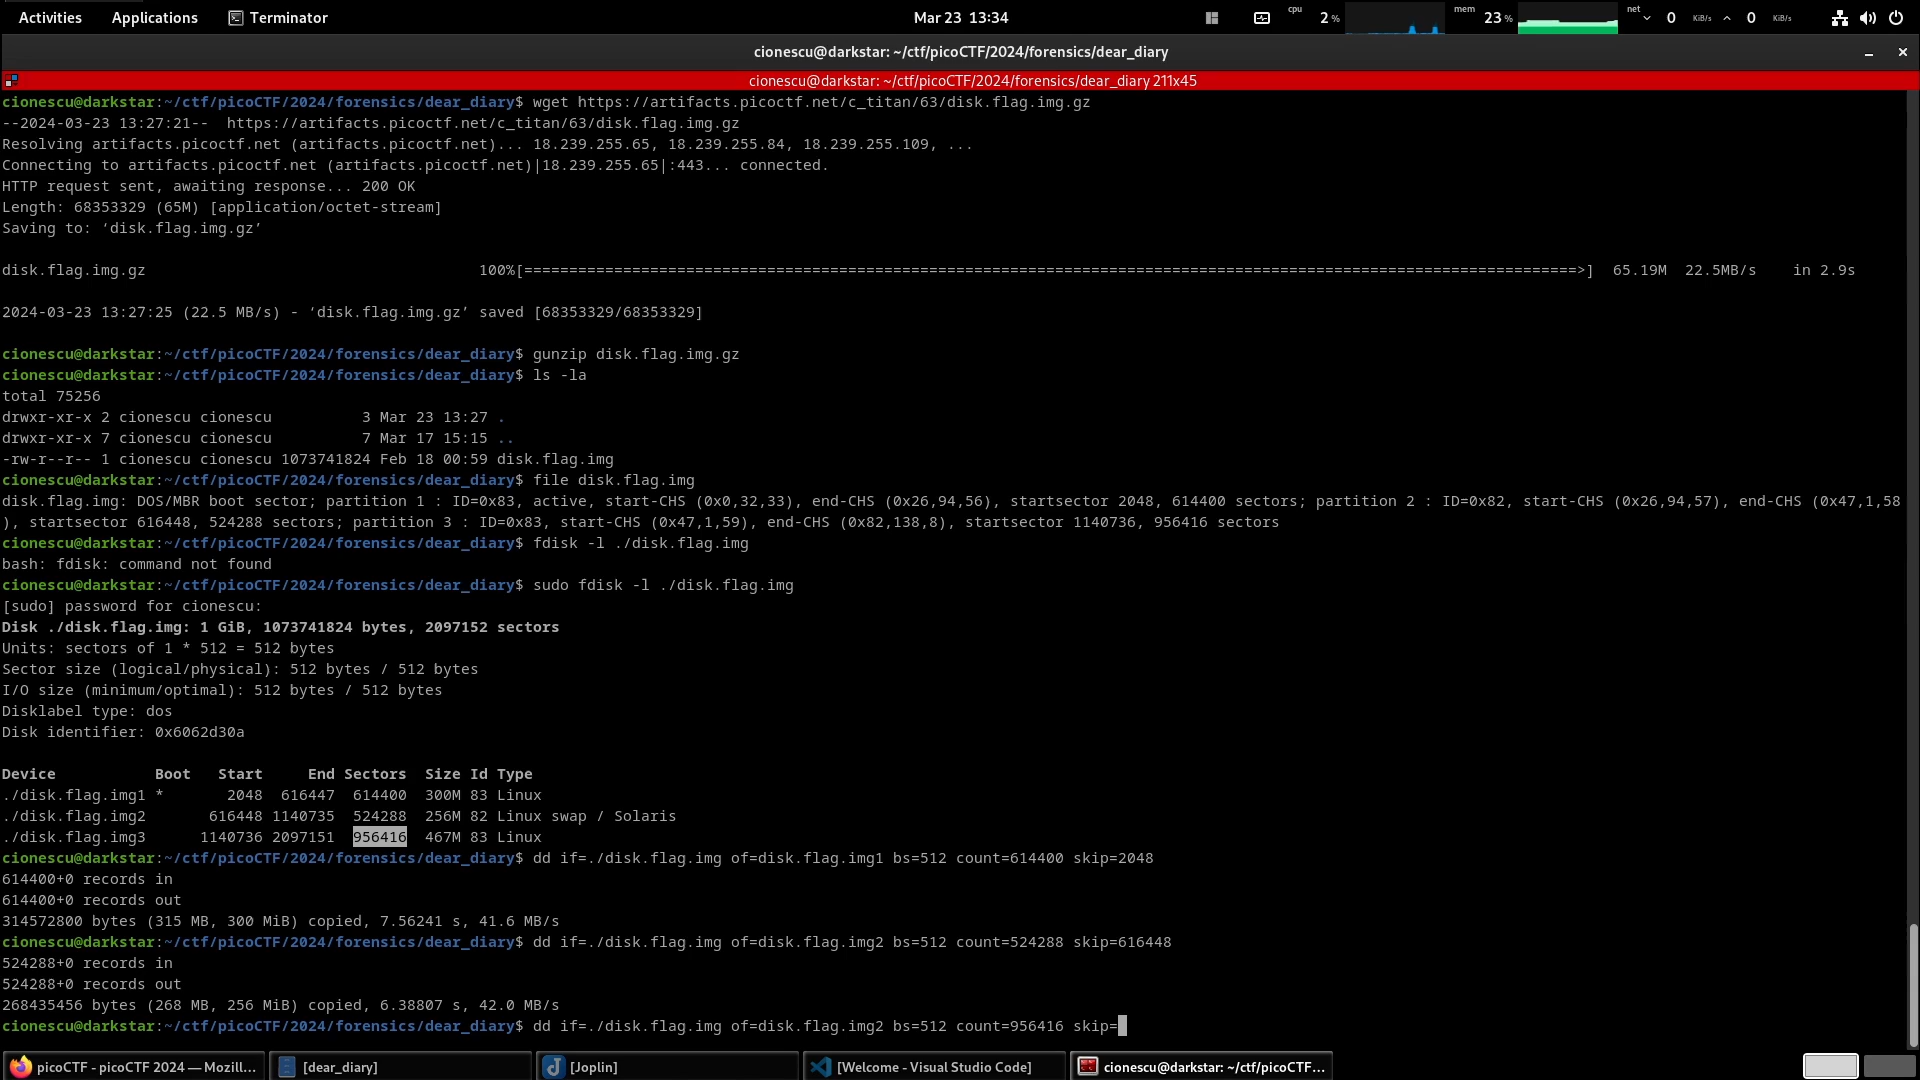 Activities Applications Terminator Mar 23 13:34 cpu 2 % mem 23 % net 0 KiB/s 0 KiB/s
cionescu@darkstar: ~/ctf/picoCTF/2024/forensics/dear_diary
cionescu@darkstar: ~/ctf/picoCTF/2024/forensics/dear_diary 211x45
cionescu@darkstar:~/ctf/picoCTF/2024/forensics/dear_diary$ wget https://artifacts.picoctf.net/c_titan/63/disk.flag.img.gz
--2024-03-23 13:27:21--  https://artifacts.picoctf.net/c_titan/63/disk.flag.img.gz
Resolving artifacts.picoctf.net (artifacts.picoctf.net)... 18.239.255.65, 18.239.255.84, 18.239.255.109, ...
Connecting to artifacts.picoctf.net (artifacts.picoctf.net)|18.239.255.65|:443... connected.
HTTP request sent, awaiting response... 200 OK
Length: 68353329 (65M) [application/octet-stream]
Saving to: ‘disk.flag.img.gz’
disk.flag.img.gz 100%[=====================================================================================================================>] 65.19M 22.5MB/s in 2.9s
2024-03-23 13:27:25 (22.5 MB/s) - ‘disk.flag.img.gz’ saved [68353329/68353329]
cionescu@darkstar:~/ctf/picoCTF/2024/forensics/dear_diary$ gunzip disk.flag.img.gz
cionescu@darkstar:~/ctf/picoCTF/2024/forensics/dear_diary$ ls -la
total 75256
drwxr-xr-x 2 cionescu cionescu          3 Mar 23 13:27 .
drwxr-xr-x 7 cionescu cionescu          7 Mar 17 15:15 ..
-rw-r--r-- 1 cionescu cionescu 1073741824 Feb 18 00:59 disk.flag.img
cionescu@darkstar:~/ctf/picoCTF/2024/forensics/dear_diary$ file disk.flag.img
disk.flag.img: DOS/MBR boot sector; partition 1 : ID=0x83, active, start-CHS (0x0,32,33), end-CHS (0x26,94,56), startsector 2048, 614400 sectors; partition 2 : ID=0x82, start-CHS (0x26,94,57), end-CHS (0x47,1,58
), startsector 616448, 524288 sectors; partition 3 : ID=0x83, start-CHS (0x47,1,59), end-CHS (0x82,138,8), startsector 1140736, 956416 sectors
cionescu@darkstar:~/ctf/picoCTF/2024/forensics/dear_diary$ fdisk -l ./disk.flag.img
bash: fdisk: command not found
cionescu@darkstar:~/ctf/picoCTF/2024/forensics/dear_diary$ sudo fdisk -l ./disk.flag.img
[sudo] password for cionescu:
Disk ./disk.flag.img: 1 GiB, 1073741824 bytes, 2097152 sectors
Units: sectors of 1 * 512 = 512 bytes
Sector size (logical/physical): 512 bytes / 512 bytes
I/O size (minimum/optimal): 512 bytes / 512 bytes
Disklabel type: dos
Disk identifier: 0x6062d30a
Device           Boot   Start     End Sectors  Size Id Type
./disk.flag.img1 *       2048  616447  614400  300M 83 Linux
./disk.flag.img2       616448 1140735  524288  256M 82 Linux swap / Solaris
./disk.flag.img3      1140736 2097151  956416  467M 83 Linux
cionescu@darkstar:~/ctf/picoCTF/2024/forensics/dear_diary$ dd if=./disk.flag.img of=disk.flag.img1 bs=512 count=614400 skip=2048
614400+0 records in
614400+0 records out
314572800 bytes (315 MB, 300 MiB) copied, 7.56241 s, 41.6 MB/s
cionescu@darkstar:~/ctf/picoCTF/2024/forensics/dear_diary$ dd if=./disk.flag.img of=disk.flag.img2 bs=512 count=524288 skip=616448
524288+0 records in
524288+0 records out
268435456 bytes (268 MB, 256 MiB) copied, 6.38807 s, 42.0 MB/s
cionescu@darkstar:~/ctf/picoCTF/2024/forensics/dear_diary$ dd if=./disk.flag.img of=disk.flag.img2 bs=512 count=956416 skip=
picoCTF - picoCTF 2024 — Mozill... [dear_diary] [Joplin] [Welcome - Visual Studio Code] cionescu@darkstar: ~/ctf/picoCTF...